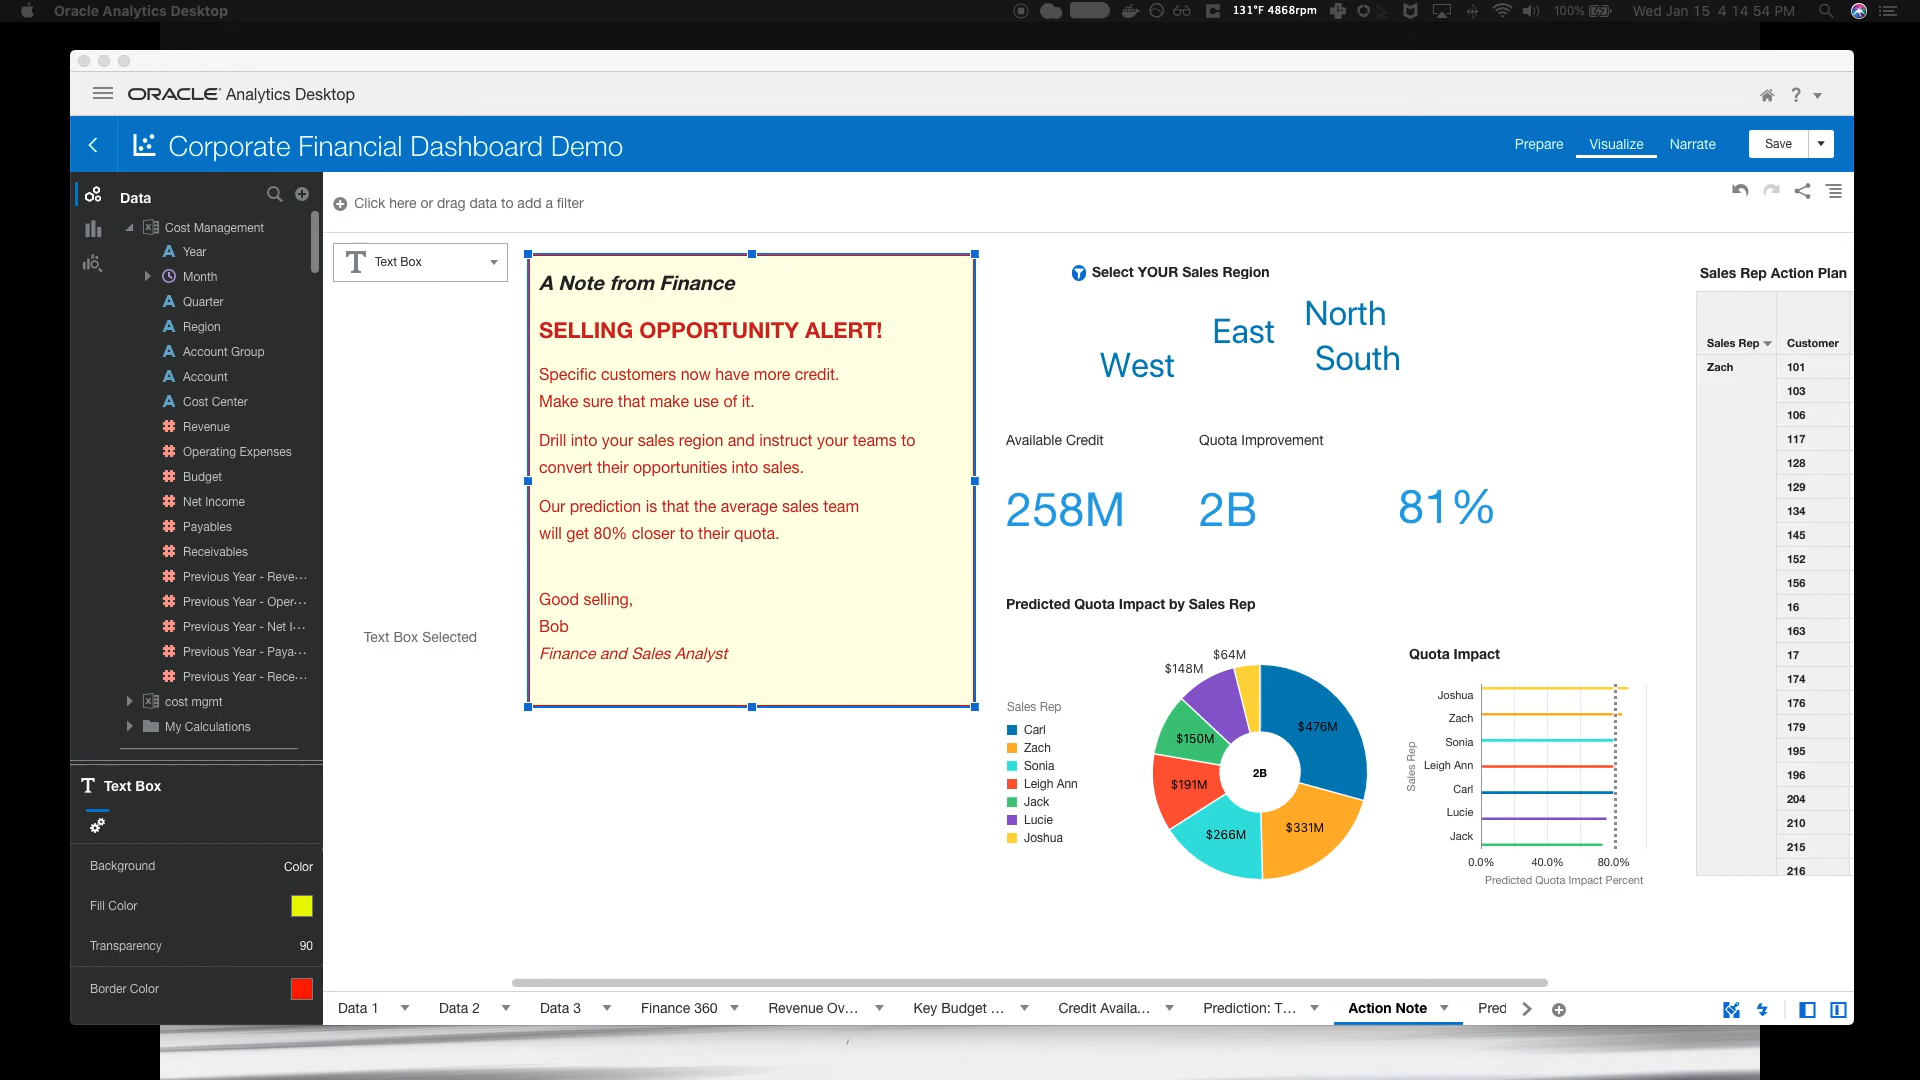 Oracle Analytics Desktop
131°F 4868rpm
100%
Wed Jan 15 4 14 54 PM
ORACLE Analytics Desktop
?
Corporate Financial Dashboard Demo
Prepare
Visualize
Narrate
Save
Data
Cost Management
A Year
Month
A Quarter
A Region
A Account Group
A Account
A Cost Center
Revenue
Operating Expenses
Budget
Net Income
Payables
Receivables
Previous Year - Reve···
Previous Year - Oper···
Previous Year - Net I···
Previous Year - Paya···
Previous Year - Rece···
cost mgmt
My Calculations
T Text Box
Background Color
Fill Color
Transparency 90
Border Color
Click here or drag data to add a filter
T Text Box
Text Box Selected
A Note from Finance
SELLING OPPORTUNITY ALERT!
Specific customers now have more credit.
Make sure that make use of it.
Drill into your sales region and instruct your teams to
convert their opportunities into sales.
Our prediction is that the average sales team
will get 80% closer to their quota.
Good selling,
Bob
Finance and Sales Analyst
Select YOUR Sales Region
North
East
South
West
Available Credit
Quota Improvement
258M
2B
81%
Predicted Quota Impact by Sales Rep
Sales Rep
Carl
Zach
Sonia
Leigh Ann
Jack
Lucie
Joshua
$64M
$148M
$476M
$150M
2B
$191M
$331M
$266M
Quota Impact
Sales Rep
Joshua
Zach
Sonia
Leigh Ann
Carl
Lucie
Jack
0.0% 40.0% 80.0%
Predicted Quota Impact Percent
Sales Rep Action Plan
Sales Rep Customer
Zach 101
103
106
117
128
129
134
145
152
156
16
163
17
174
176
179
195
196
204
210
215
216
Data 1
Data 2
Data 3
Finance 360
Revenue Ov...
Key Budget ...
Credit Availa...
Prediction: T...
Action Note
Pred